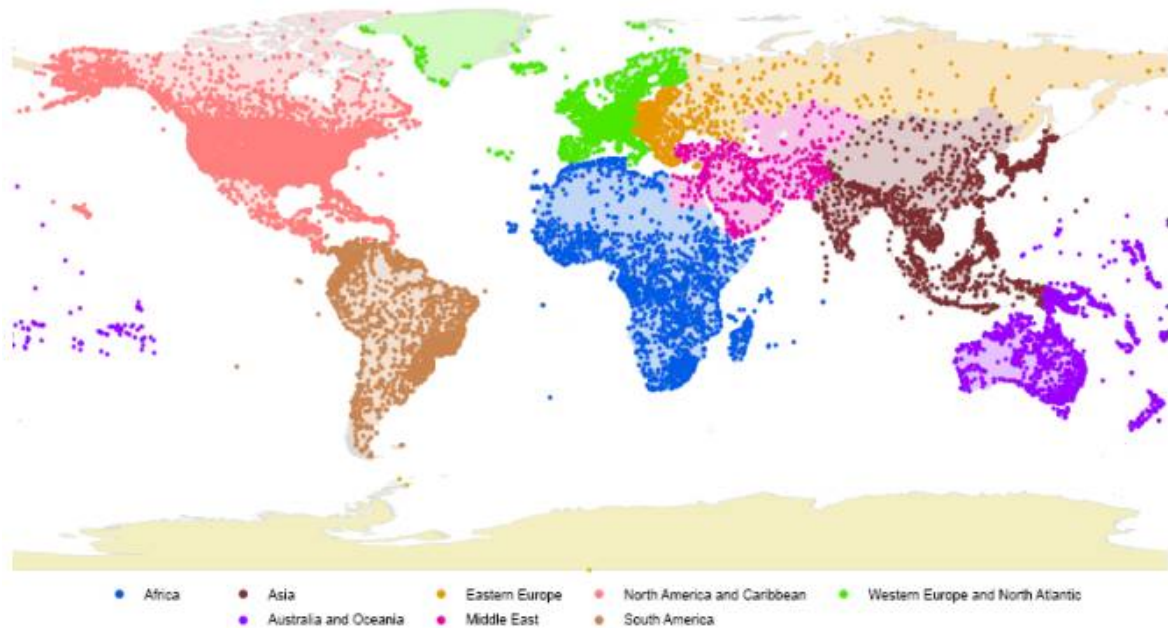 Africa Asia Eastern Europe North America and Caribbean Western Europe and North Atlantic
Australia and Oceania Middle East South America